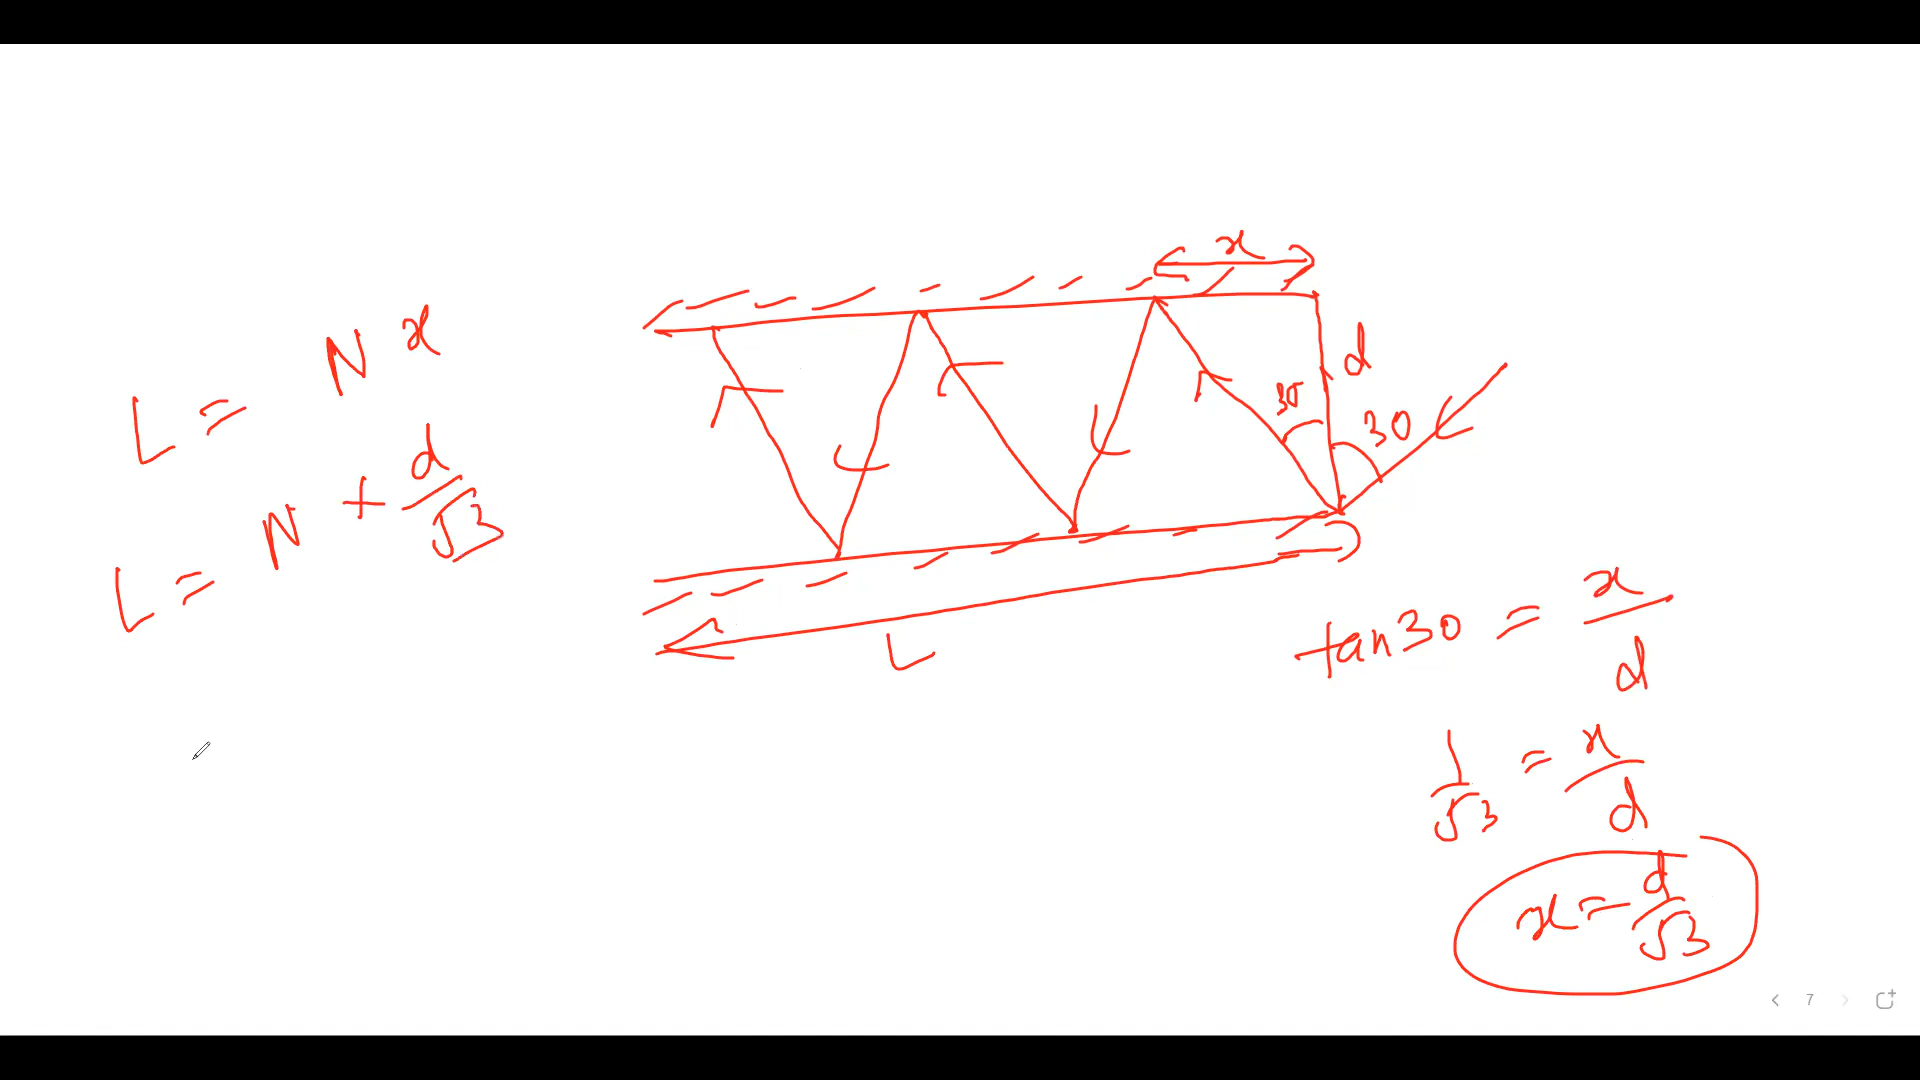 L = N x
L = N + d/√3
x
d
30
30
L
tan30 = x/d
1/√3 = x/d
x = d/√3
7